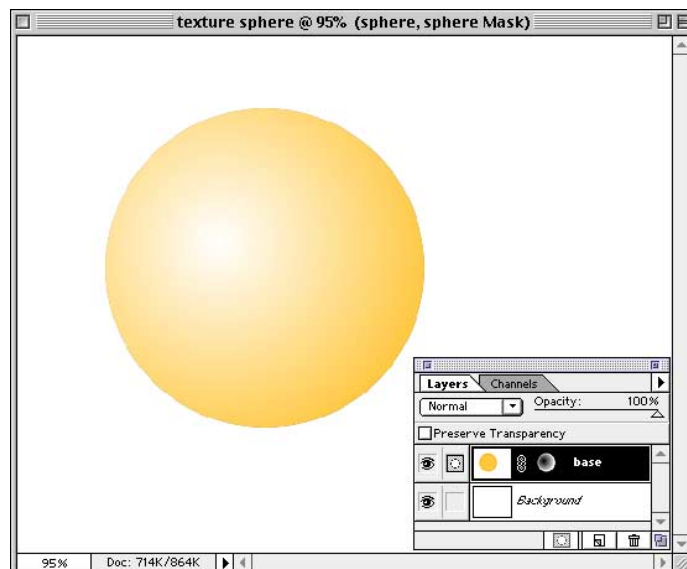 texture sphere @ 95% (sphere, sphere Mask)
Layers Channels
Normal Opacity: 100%
Preserve Transparency
base
Background
95% Doc: 714K/864K